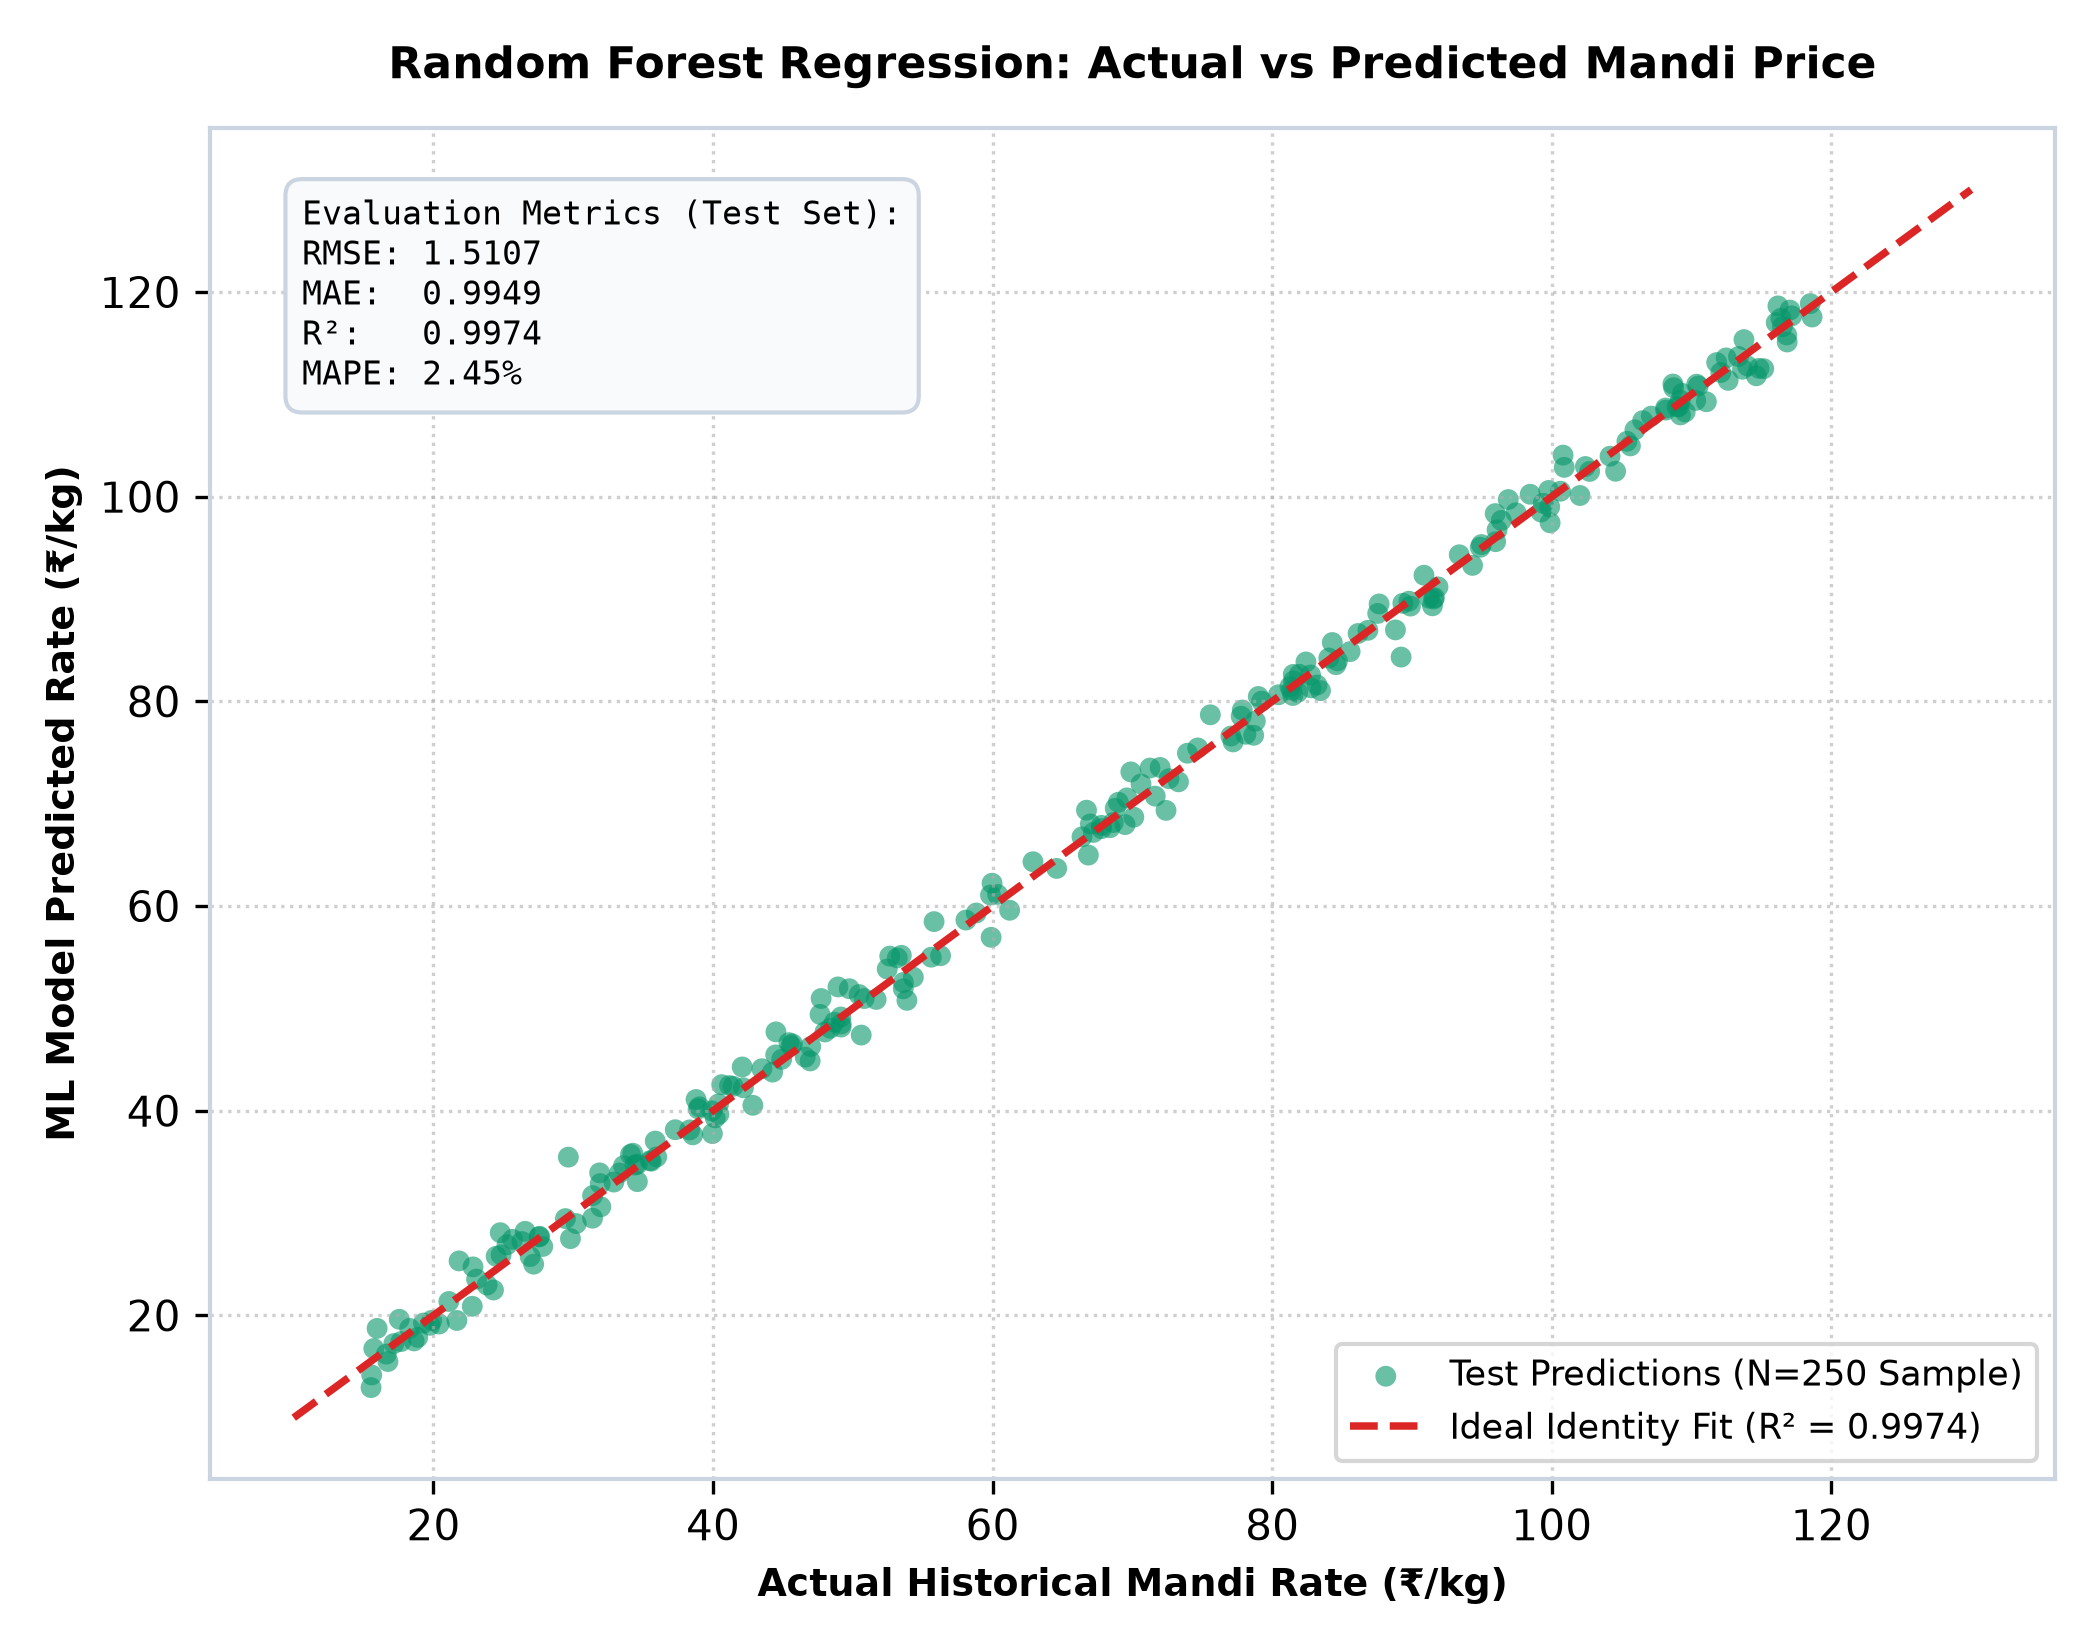 Random Forest Regression: Actual vs Predicted Mandi Price
Evaluation Metrics (Test Set):
RMSE: 1.5107
MAE: 0.9949
R²: 0.9974
MAPE: 2.45%
ML Model Predicted Rate (₹/kg)
120
100
80
60
40
20
Test Predictions (N=250 Sample)
Ideal Identity Fit (R² = 0.9974)
20 40 60 80 100 120
Actual Historical Mandi Rate (₹/kg)